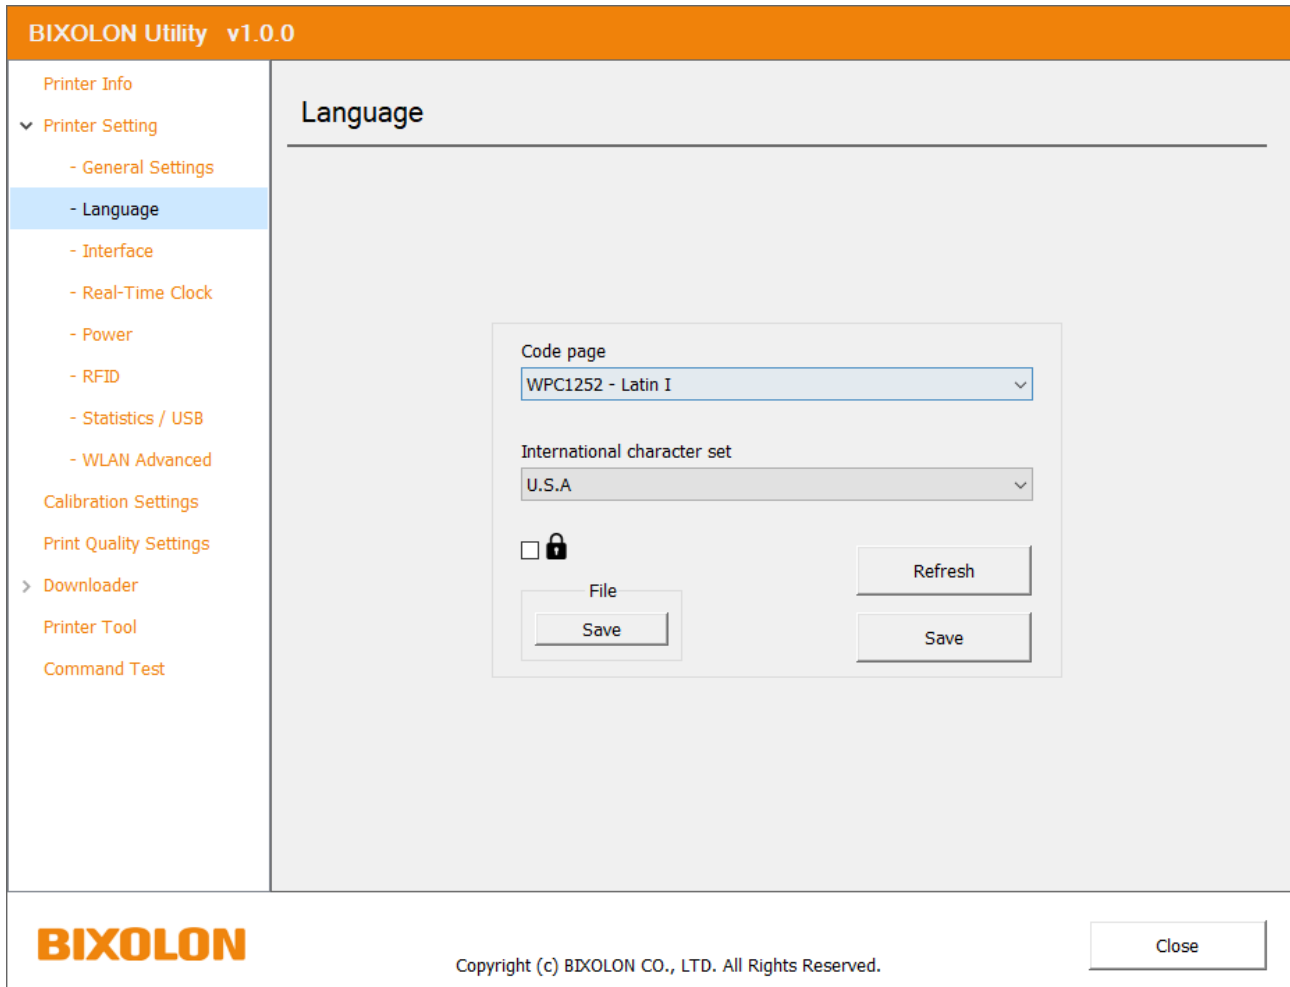 BIXOLON Utility   v1.0.0
Printer Info
Printer Setting
- General Settings
- Language
- Interface
- Real-Time Clock
- Power
- RFID
- Statistics / USB
- WLAN Advanced
Calibration Settings
Print Quality Settings
Downloader
Printer Tool
Command Test
Language
Code page
WPC1252 - Latin I
International character set
U.S.A
File
Save
Refresh
Save
BIXOLON
Copyright (c) BIXOLON CO., LTD. All Rights Reserved.
Close